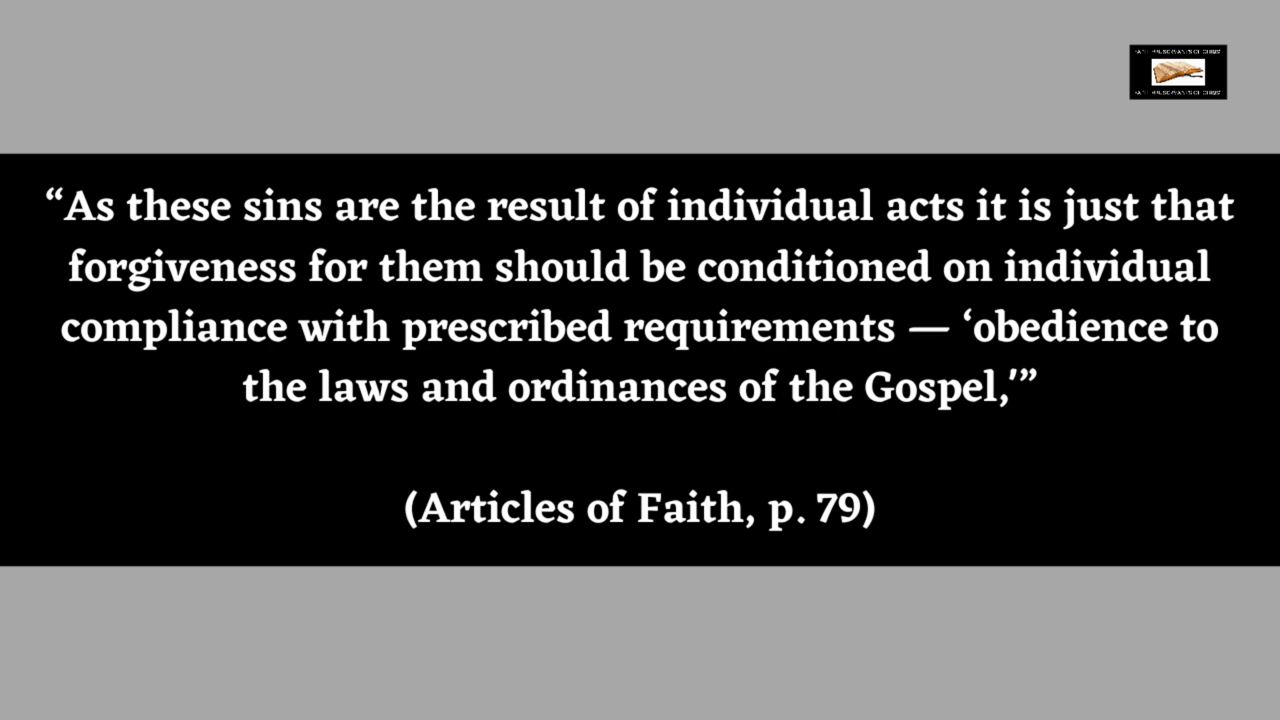 “As these sins are the result of individual acts it is just that
forgiveness for them should be conditioned on individual
compliance with prescribed requirements — ‘obedience to
the laws and ordinances of the Gospel,'”
(Articles of Faith, p. 79)